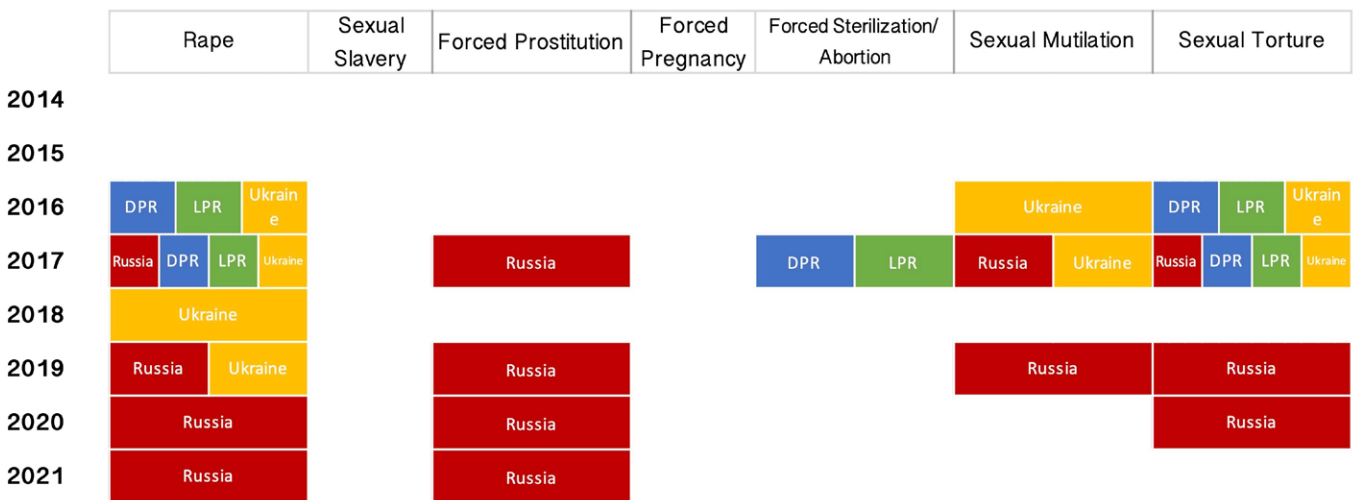 Rape
Sexual
Slavery
Forced Prostitution
Forced
Pregnancy
Forced Sterilization/
Abortion
Sexual Mutilation
Sexual Torture
2014
2015
2016
DPR
LPR
Ukrain
e
Ukraine
DPR
LPR
Ukrain
e
2017
Russia
DPR
LPR
Ukraine
Russia
DPR
LPR
Russia
Ukraine
Russia
DPR
LPR
Ukraine
2018
Ukraine
2019
Russia
Ukraine
Russia
Russia
Russia
2020
Russia
Russia
Russia
2021
Russia
Russia